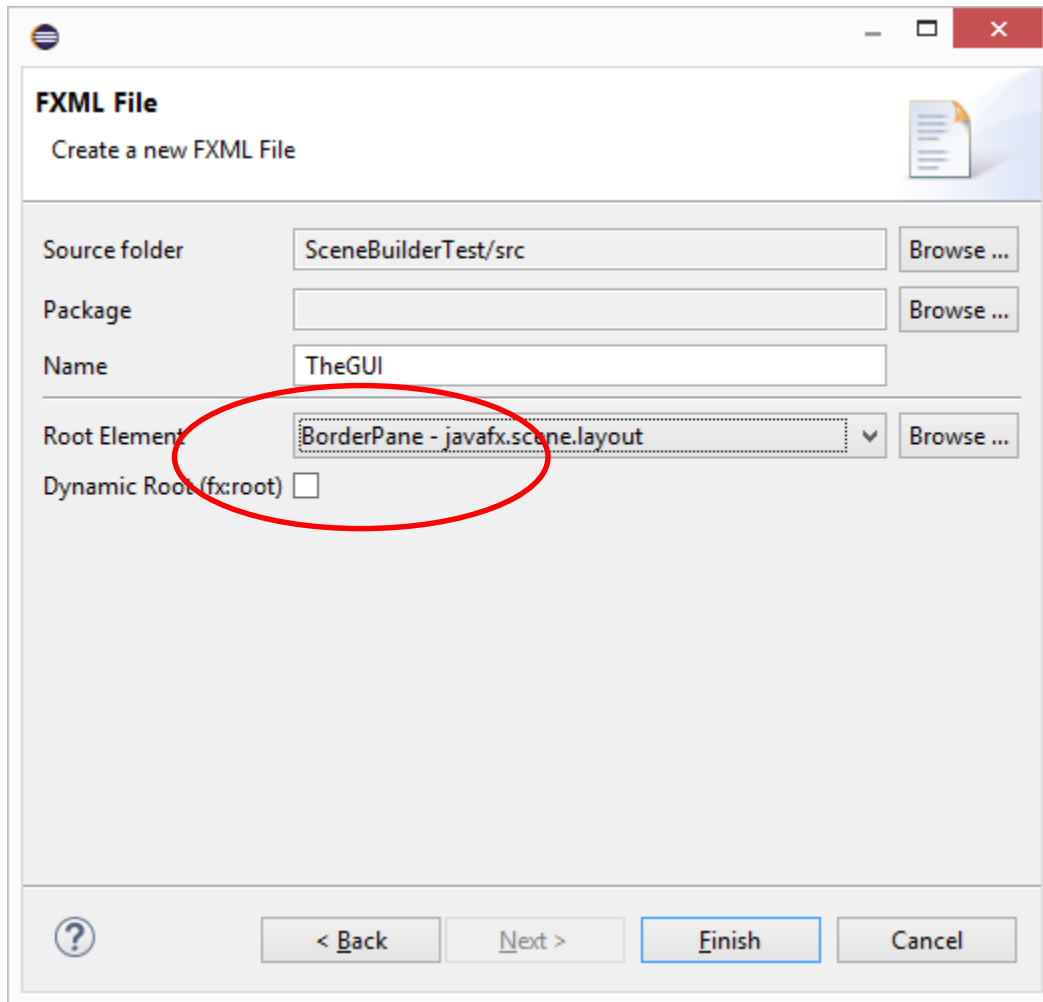 FXML File
Create a new FXML File
Source folder SceneBuilderTest/src Browse ...
Package Browse ...
Name TheGUI
Root Element BorderPane - javafx.scene.layout Browse ...
Dynamic Root (fx:root)
? < Back Next > Finish Cancel